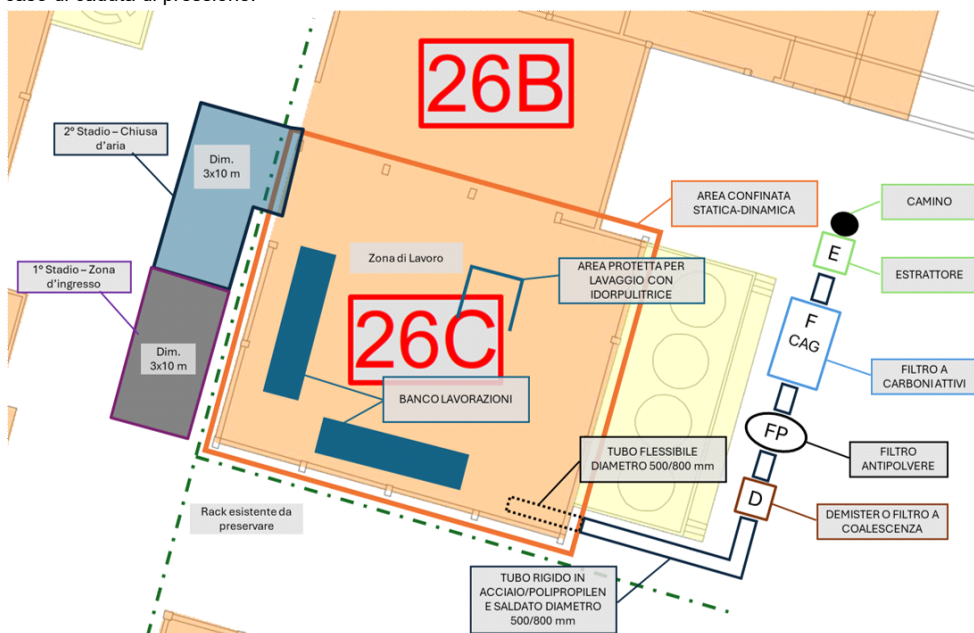 caso di caduta di pressione.
26B
2º Stadio – Chiusa
d'aria
Dim.
3x10 m
AREA CONFINATA
STATICA-DINAMICA
CAMINO
E
ESTRATTORE
Zona di Lavoro
AREA PROTETTA PER
LAVAGGIO CON
IDORPULITRICE
1º Stadio – Zona
d'ingresso
Dim.
3x10 m
26C
F
CAG
FILTRO A
CARBONI ATTIVI
BANCO LAVORAZIONI
FP
TUBO FLESSIBILE
DIAMETRO 500/800 mm
FILTRO
ANTIPOLVERE
D
DEMISTER O FILTRO A
COALESCENZA
Rack esistente da
preservare
TUBO RIGIDO IN
ACCIAIO/POLIPROPILEN
E SALDATO DIAMETRO
500/800 mm